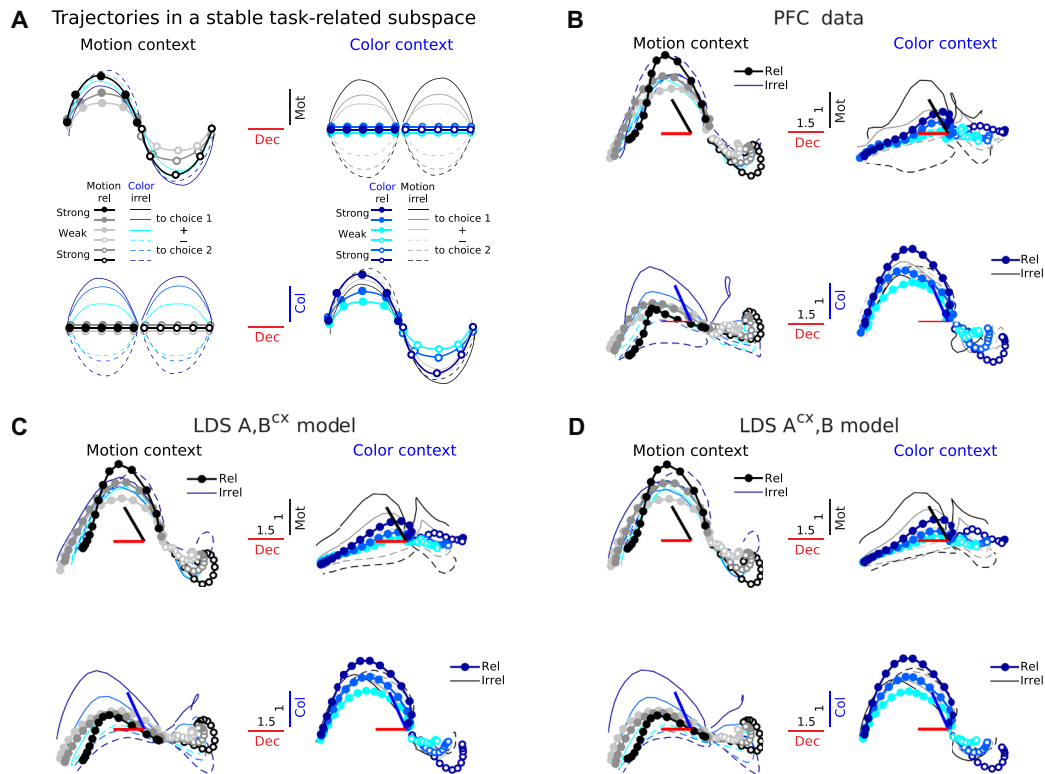 A
Trajectories in a stable task-related subspace
Motion context
Color context
Mot
Dec
Motion rel
Color irrel
Strong
to choice 1
Weak
+
−
Strong
to choice 2
Color rel
Motion irrel
Strong
to choice 1
Weak
+
−
Strong
to choice 2
Col
Dec
B
PFC data
Motion context
Color context
Rel
Irrel
1
Mot
1.5
Dec
Rel
Irrel
1
Col
1.5
Dec
C
LDS A,B^cx model
Motion context
Color context
Rel
Irrel
1
Mot
1.5
Dec
Rel
Irrel
1
Col
1.5
Dec
D
LDS A^cx,B model
Motion context
Color context
Rel
Irrel
1
Mot
1.5
Dec
Rel
Irrel
1
Col
1.5
Dec